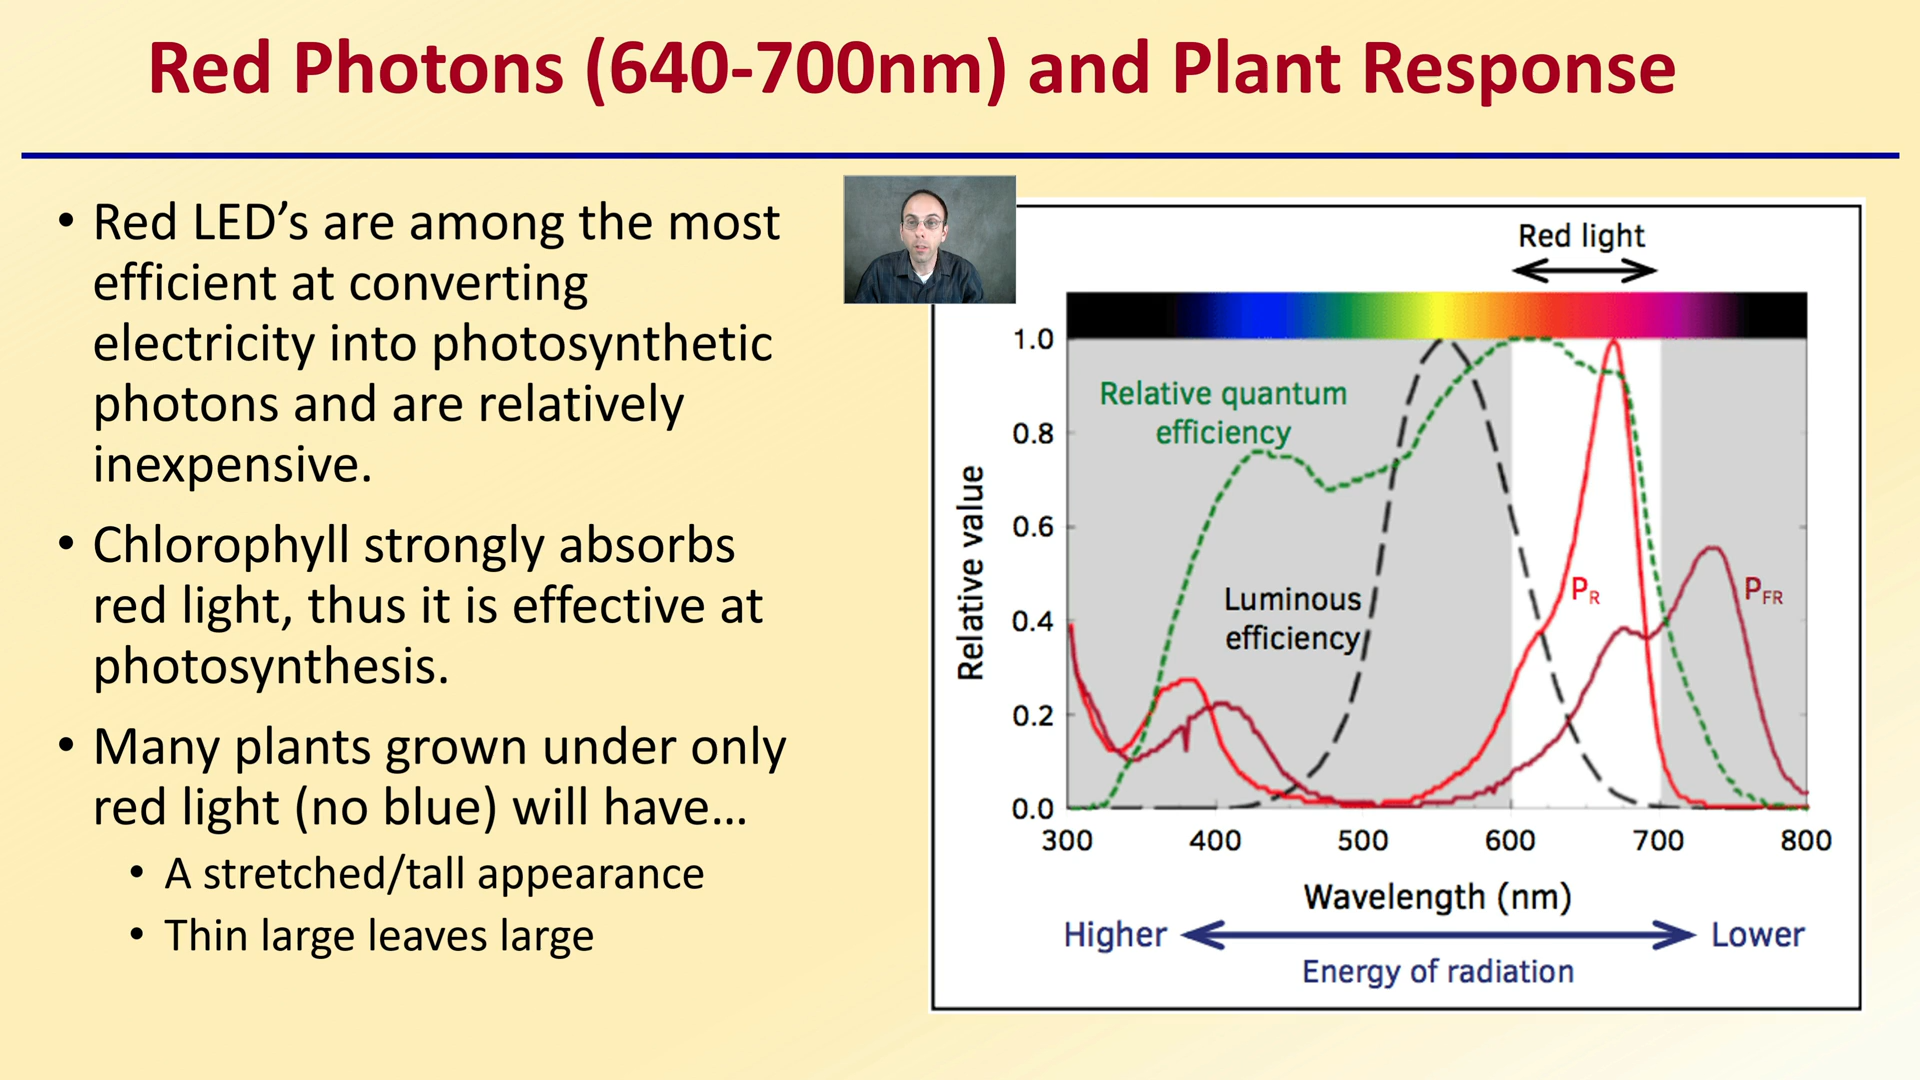 Red Photons (640-700nm) and Plant Response
• Red LED’s are among the most
efficient at converting
electricity into photosynthetic
photons and are relatively
inexpensive.
• Chlorophyll strongly absorbs
red light, thus it is effective at
photosynthesis.
• Many plants grown under only
red light (no blue) will have…
• A stretched/tall appearance
• Thin large leaves large
Red light
1.0
0.8
0.6
0.4
0.2
0.0
Relative value
Relative quantum
efficiency
Luminous
efficiency
PR
PFR
300 400 500 600 700 800
Wavelength (nm)
Higher Lower
Energy of radiation